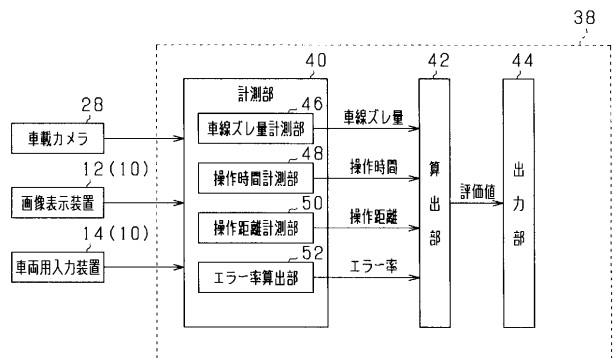 38
40
42
44
計測部
46
28
車線ズレ量計測部
車線ズレ量
車載カメラ
48
操作時間計測部
操作時間
12(10)
画像表示装置
算出部
評価値
出力部
50
操作距離計測部
操作距離
14(10)
車両用入力装置
52
エラー率算出部
エラー率